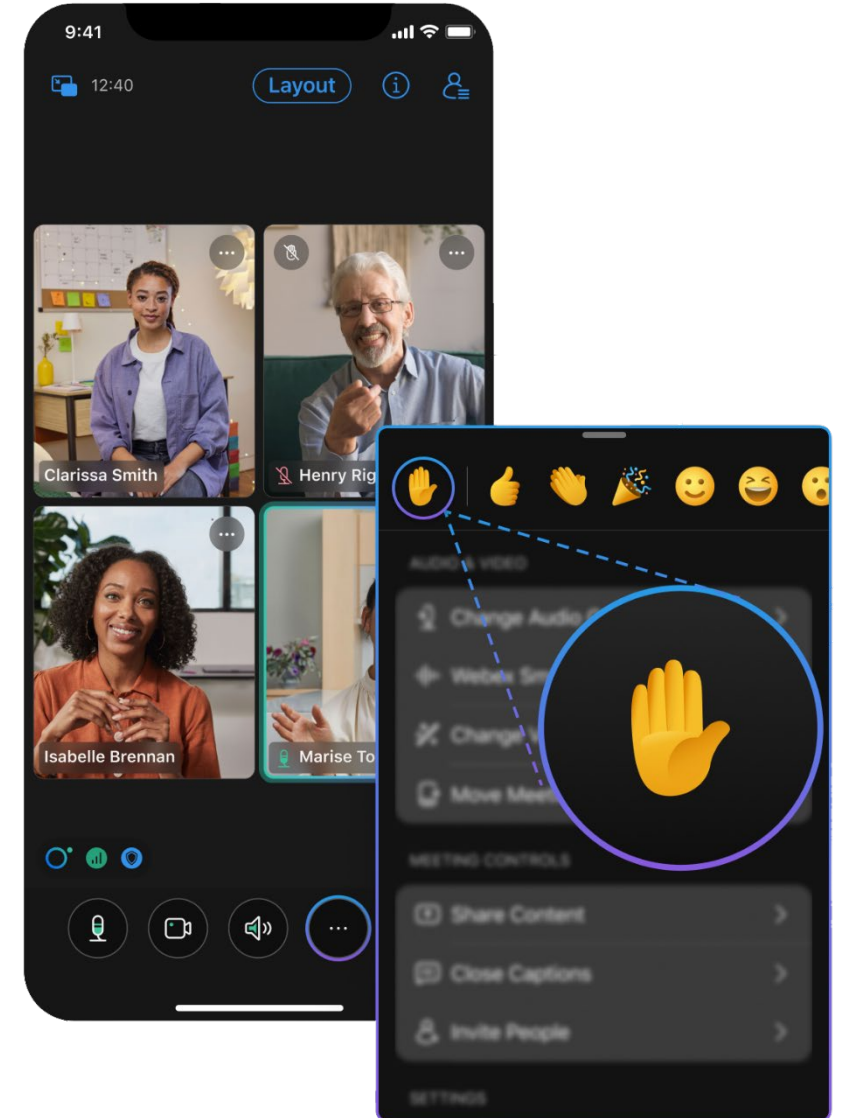 9:41
12:40
Layout
Clarissa Smith
Henry Rig
Isabelle Brennan
Marise To
AUDIO & VIDEO
Change Audio
Webex Sm
Change
Move Meet
MEETING CONTROLS
Share Content
Close Captions
Invite People
SETTINGS